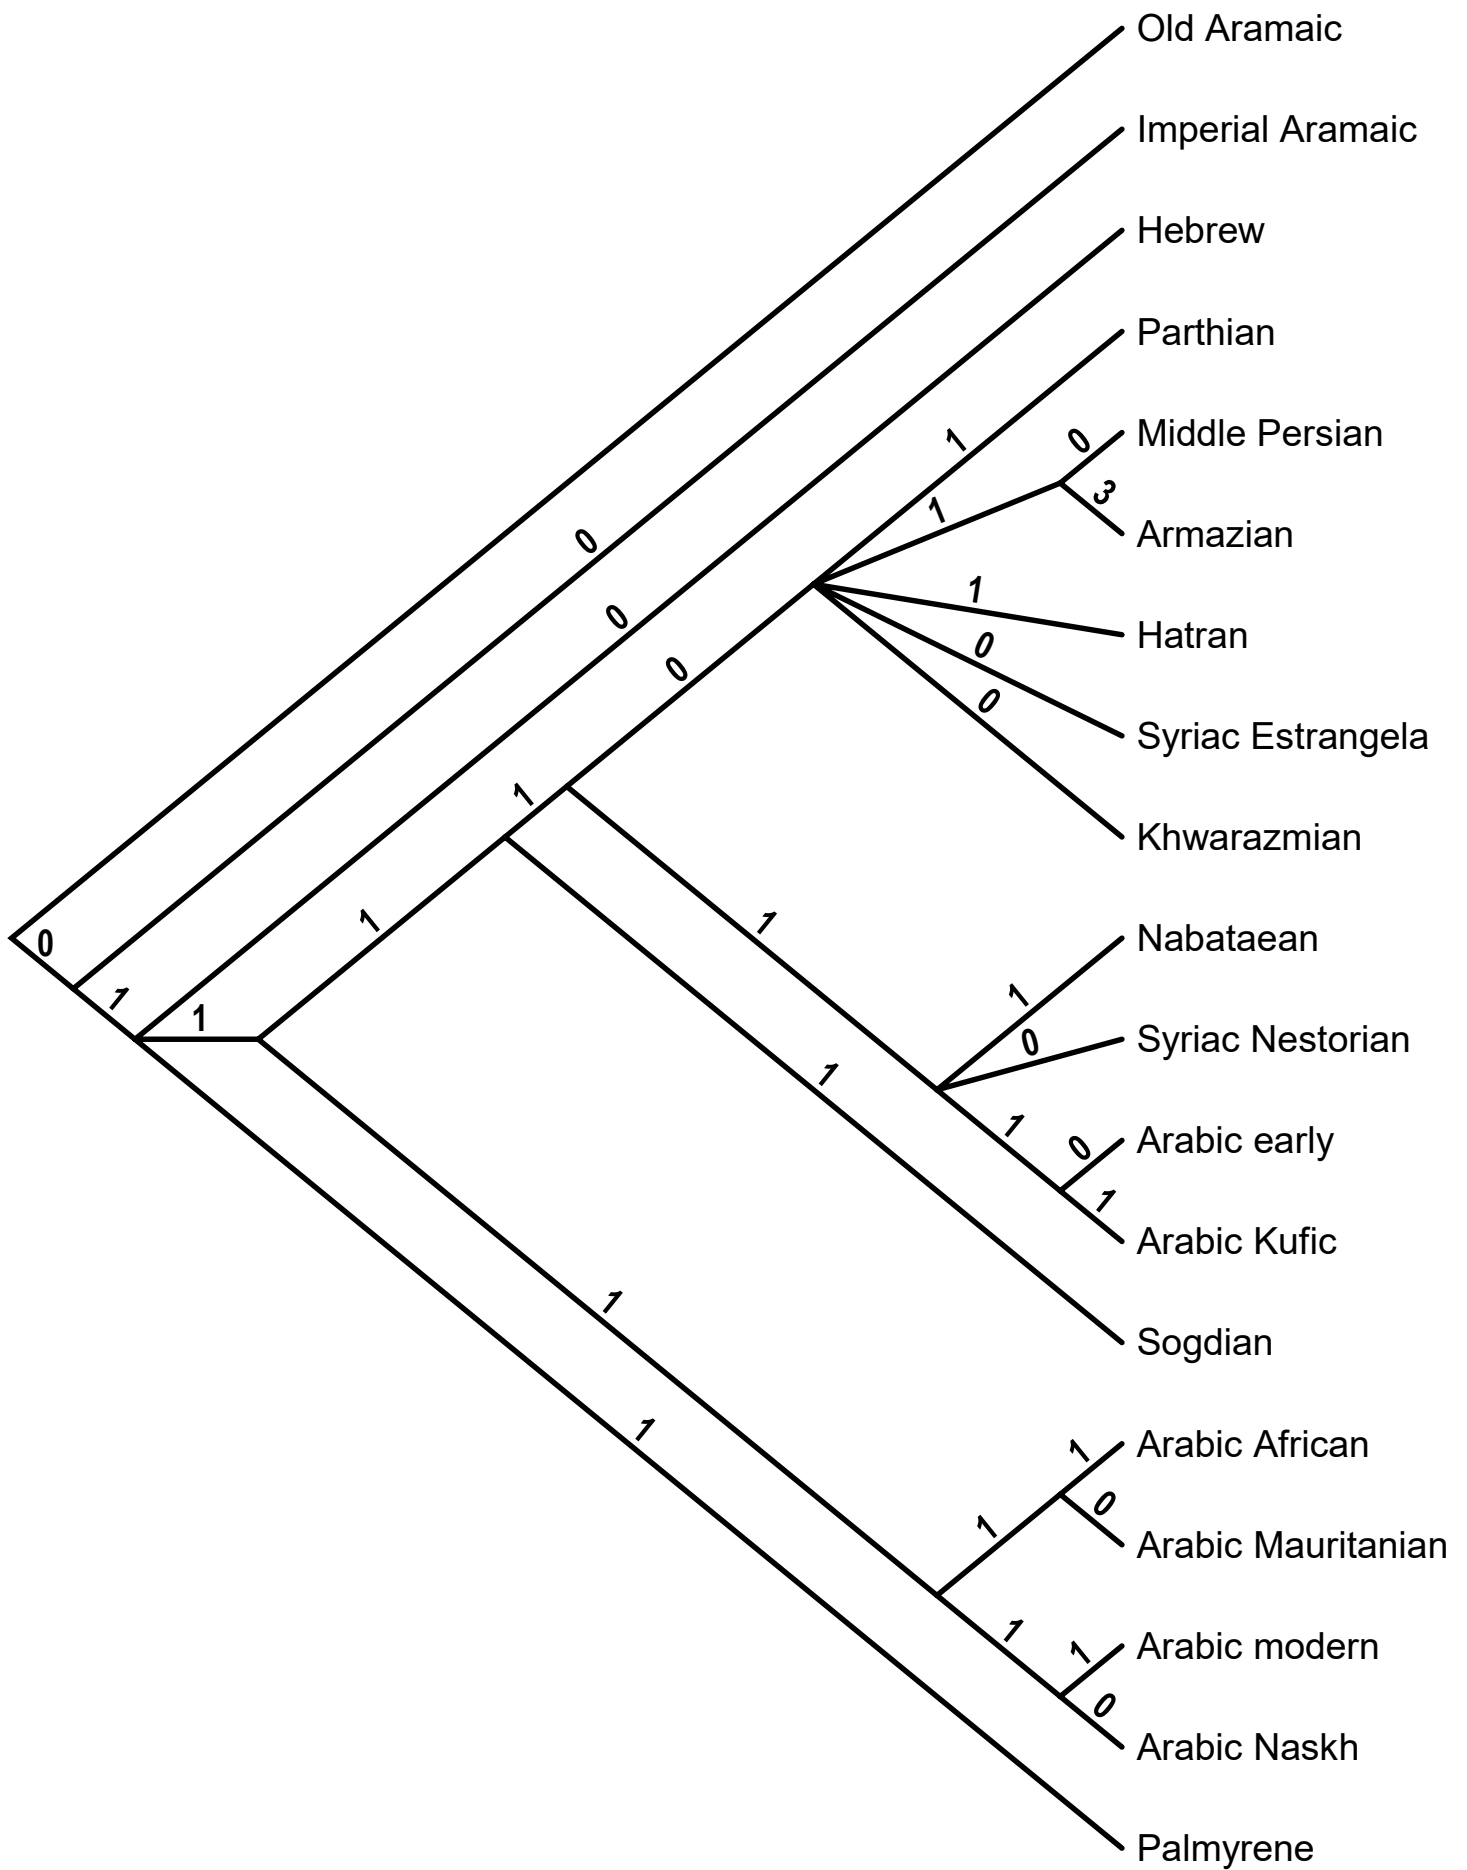 Old Aramaic
Imperial Aramaic
Hebrew
Parthian
1
0
Middle Persian
1
3
Armazian
0
1
Hatran
0
0
0
0
Syriac Estrangela
1
Khwarazmian
1
1
0
Nabataean
1
1
1
0
Syriac Nestorian
1
1
0
Arabic early
1
Arabic Kufic
1
Sogdian
1
1
Arabic African
0
1
Arabic Mauritanian
1
1
Arabic modern
0
Arabic Naskh
Palmyrene